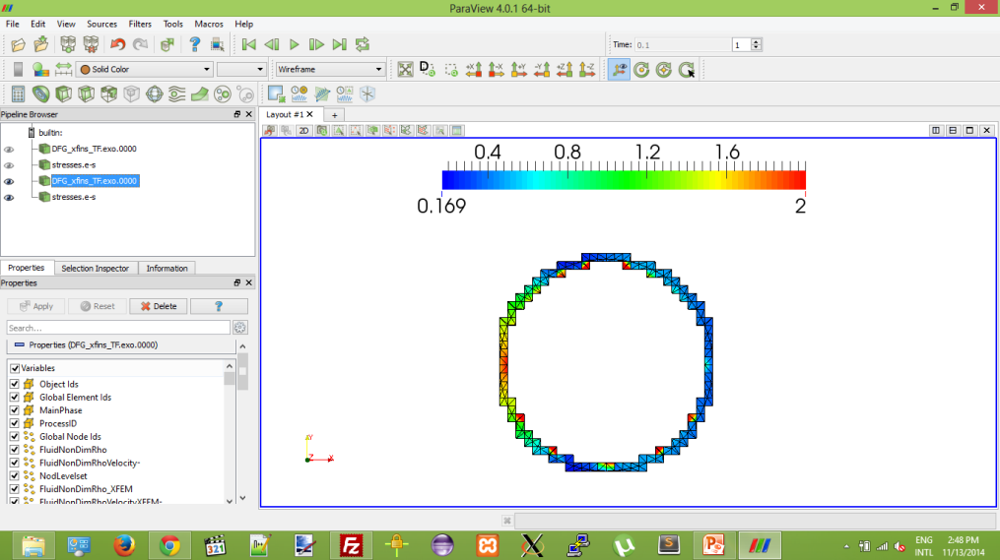 ParaView 4.0.1 64-bit
File Edit View Sources Filters Tools Macros Help
Time: 0.1 1
Solid Color Wireframe
+X -X +Y -Y +Z -Z
Pipeline Browser
Layout #1 X +
2D
builtin:
DFG_xfins_TF.exo.0000
stresses.e-s
DFG_xfins_TF.exo.0000
stresses.e-s
0.4 0.8 1.2 1.6
0.169 2
Properties Selection Inspector Information
Properties
Apply Reset Delete ?
Search...
Properties (DFG_xfins_TF.exo.0000)
Variables
Object Ids
Global Element Ids
MainPhase
ProcessID
Global Node Ids
FluidNonDimRho
FluidNonDimRhoVelocity-
NodLevelset
FluidNonDimRho_XFEM
FluidNonDimRhoVelocityXFEM-
Y
Z X
321
ENG 2:48 PM
INTL 11/13/2014